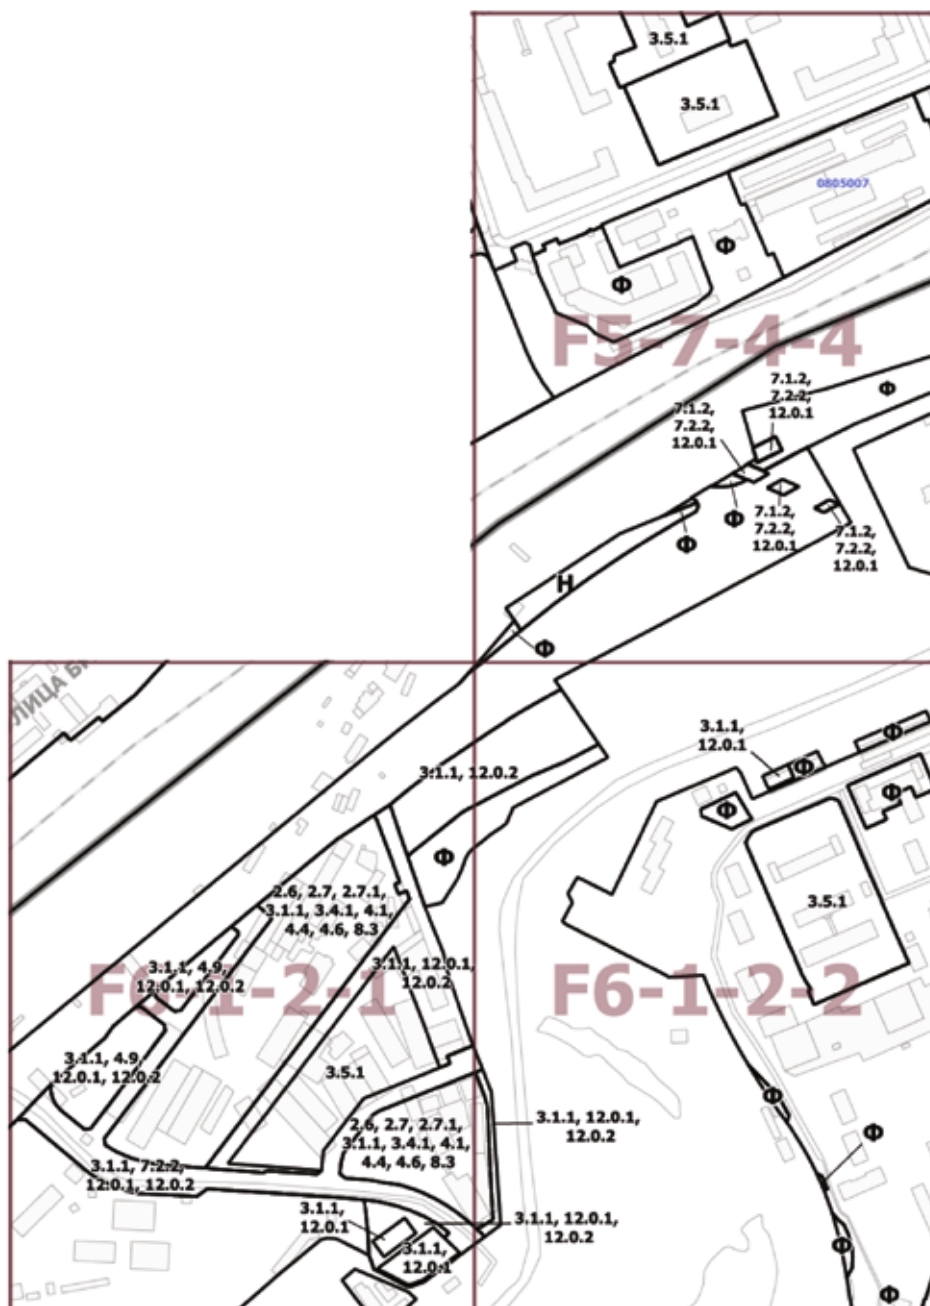 3.5.1
3.5.1
0805007
Ф
Ф
F5-7-4-4
7.1.2,
7.2.2,
12.0.1
Ф
7.1.2,
7.2.2,
12.0.1
Ф
7.1.2,
7.2.2,
12.0.1
7.1.2,
7.2.2,
12.0.1
Ф
Н
Ф
ЛИЦА
3.1.1,
12.0.1
Ф
Ф
3.1.1, 12.0.2
Ф
Ф
Ф
2.6, 2.7, 2.7.1,
3.1.1, 3.4.1, 4.1,
4.4, 4.6, 8.3
3.5.1
3.1.1, 4.9,
12.0.1, 12.0.2
3.1.1, 12.0.1,
12.0.2
F6-1-2-1
F6-1-2-2
3.1.1, 4.9,
12.0.1, 12.0.2
3.5.1
Ф
2.6, 2.7, 2.7.1,
3.1.1, 3.4.1, 4.1,
4.4, 4.6, 8.3
3.1.1, 12.0.1,
12.0.2
Ф
3.1.1, 7.2.2,
12.0.1, 12.0.2
3.1.1,
12.0.1
3.1.1, 12.0.1,
12.0.2
3.1.1,
12.0.1
Ф
Ф